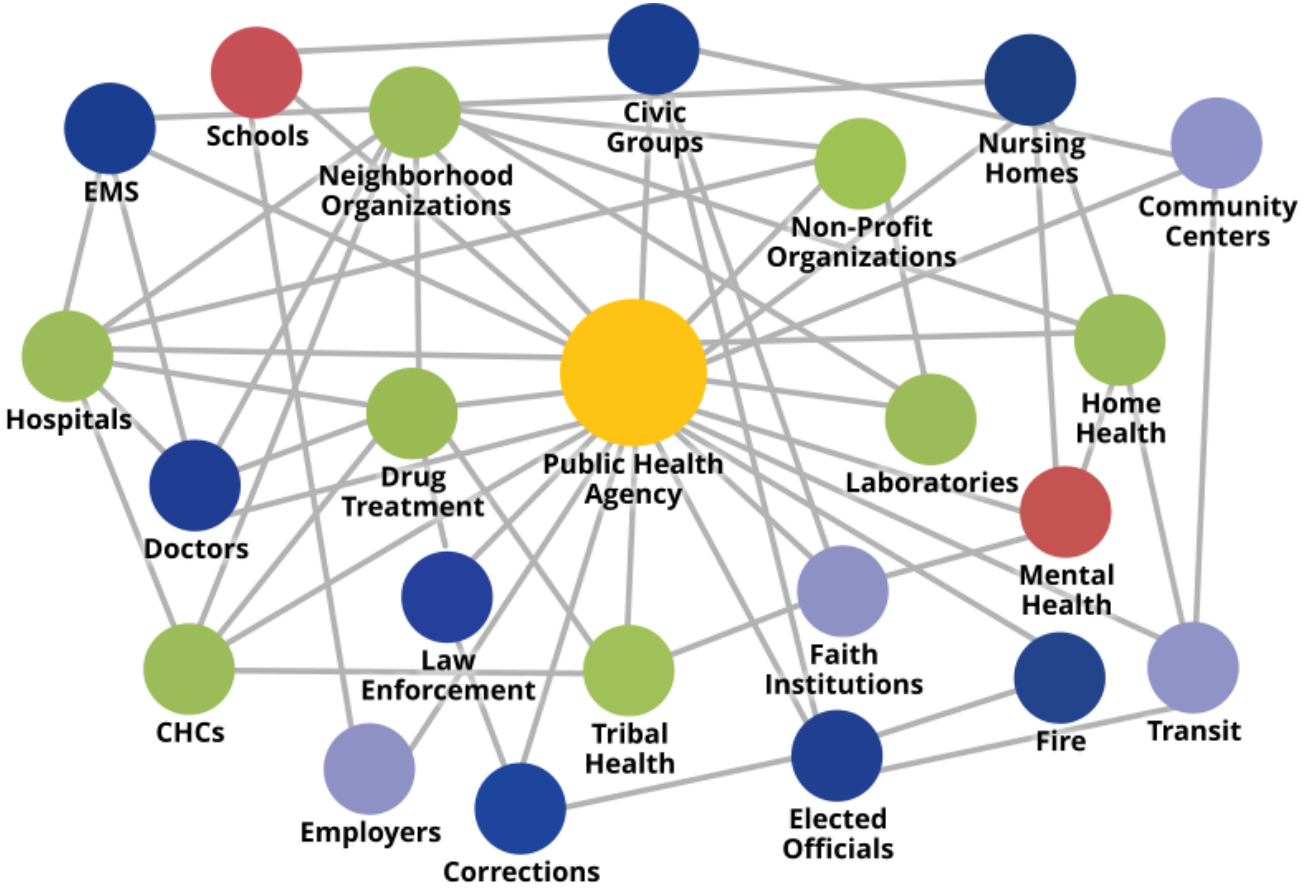 Schools
Civic
Groups
EMS
Neighborhood
Organizations
Nursing
Homes
Community
Centers
Non-Profit
Organizations
Hospitals
Drug
Treatment
Public Health
Agency
Laboratories
Home
Health
Doctors
Mental
Health
Law
Enforcement
Faith
Institutions
CHCs
Tribal
Health
Fire
Transit
Employers
Corrections
Elected
Officials